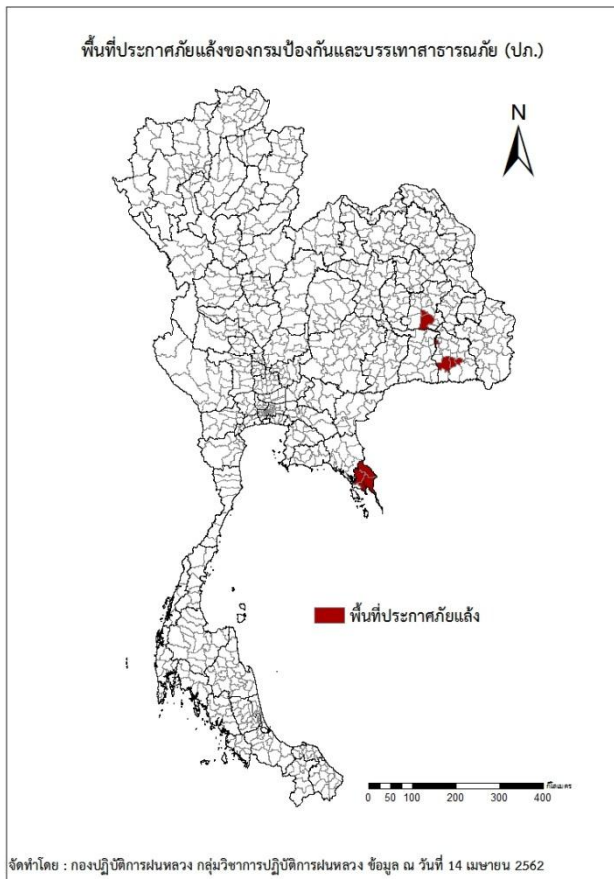 พื้นที่ประกาศภัยแล้งของกรมป้องกันและบรรเทาสาธารณภัย (ปภ.)
N
พื้นที่ประกาศภัยแล้ง
กิโลเมตร
0 50 100 200 300 400
จัดทำโดย : กองปฏิบัติการฝนหลวง กลุ่มวิชาการปฏิบัติการฝนหลวง ข้อมูล ณ วันที่ 14 เมษายน 2562